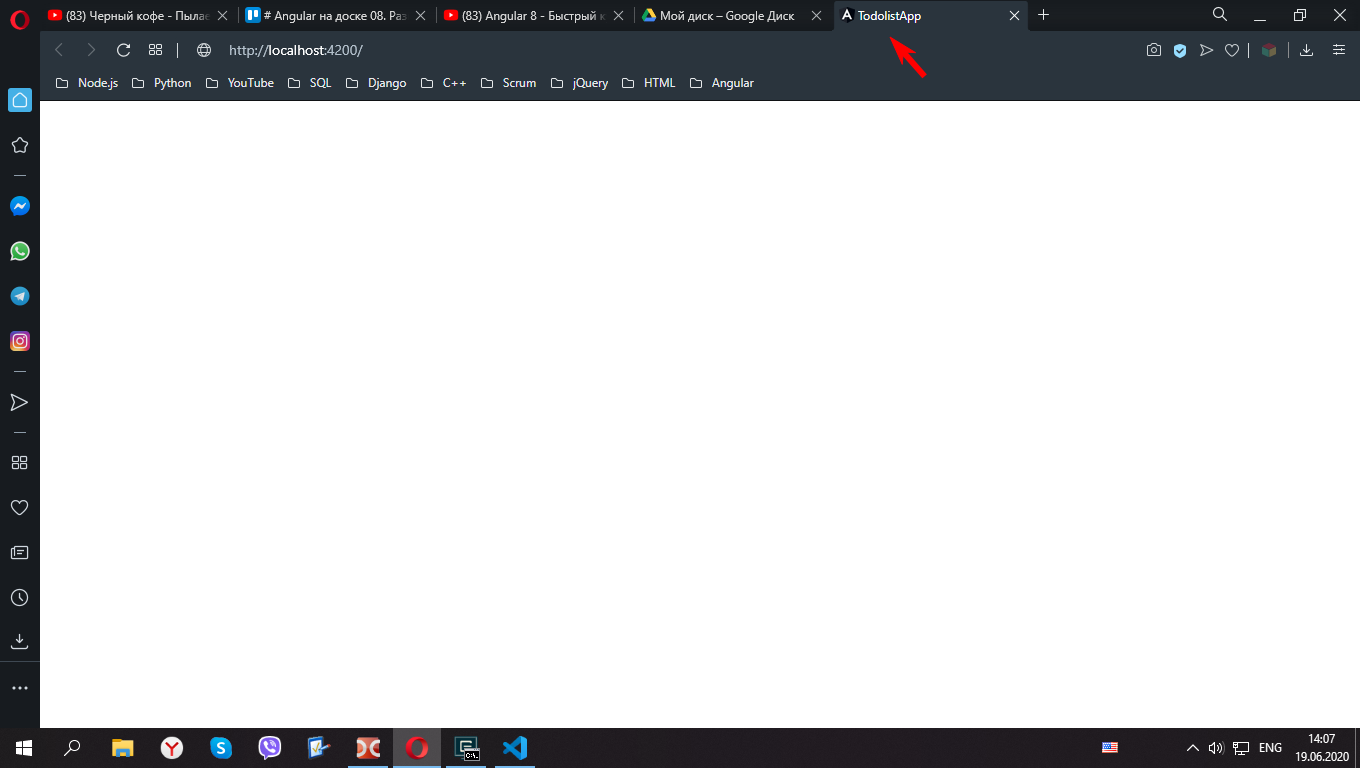 (83) Черный кофе - Пылае
# Angular на доске 08. Раз
(83) Angular 8 - Быстрый к
Мой диск – Google Диск
TodolistApp
http://localhost:4200/
Node.js
Python
YouTube
SQL
Django
C++
Scrum
jQuery
HTML
Angular
C:\.
ENG
14:07
19.06.2020